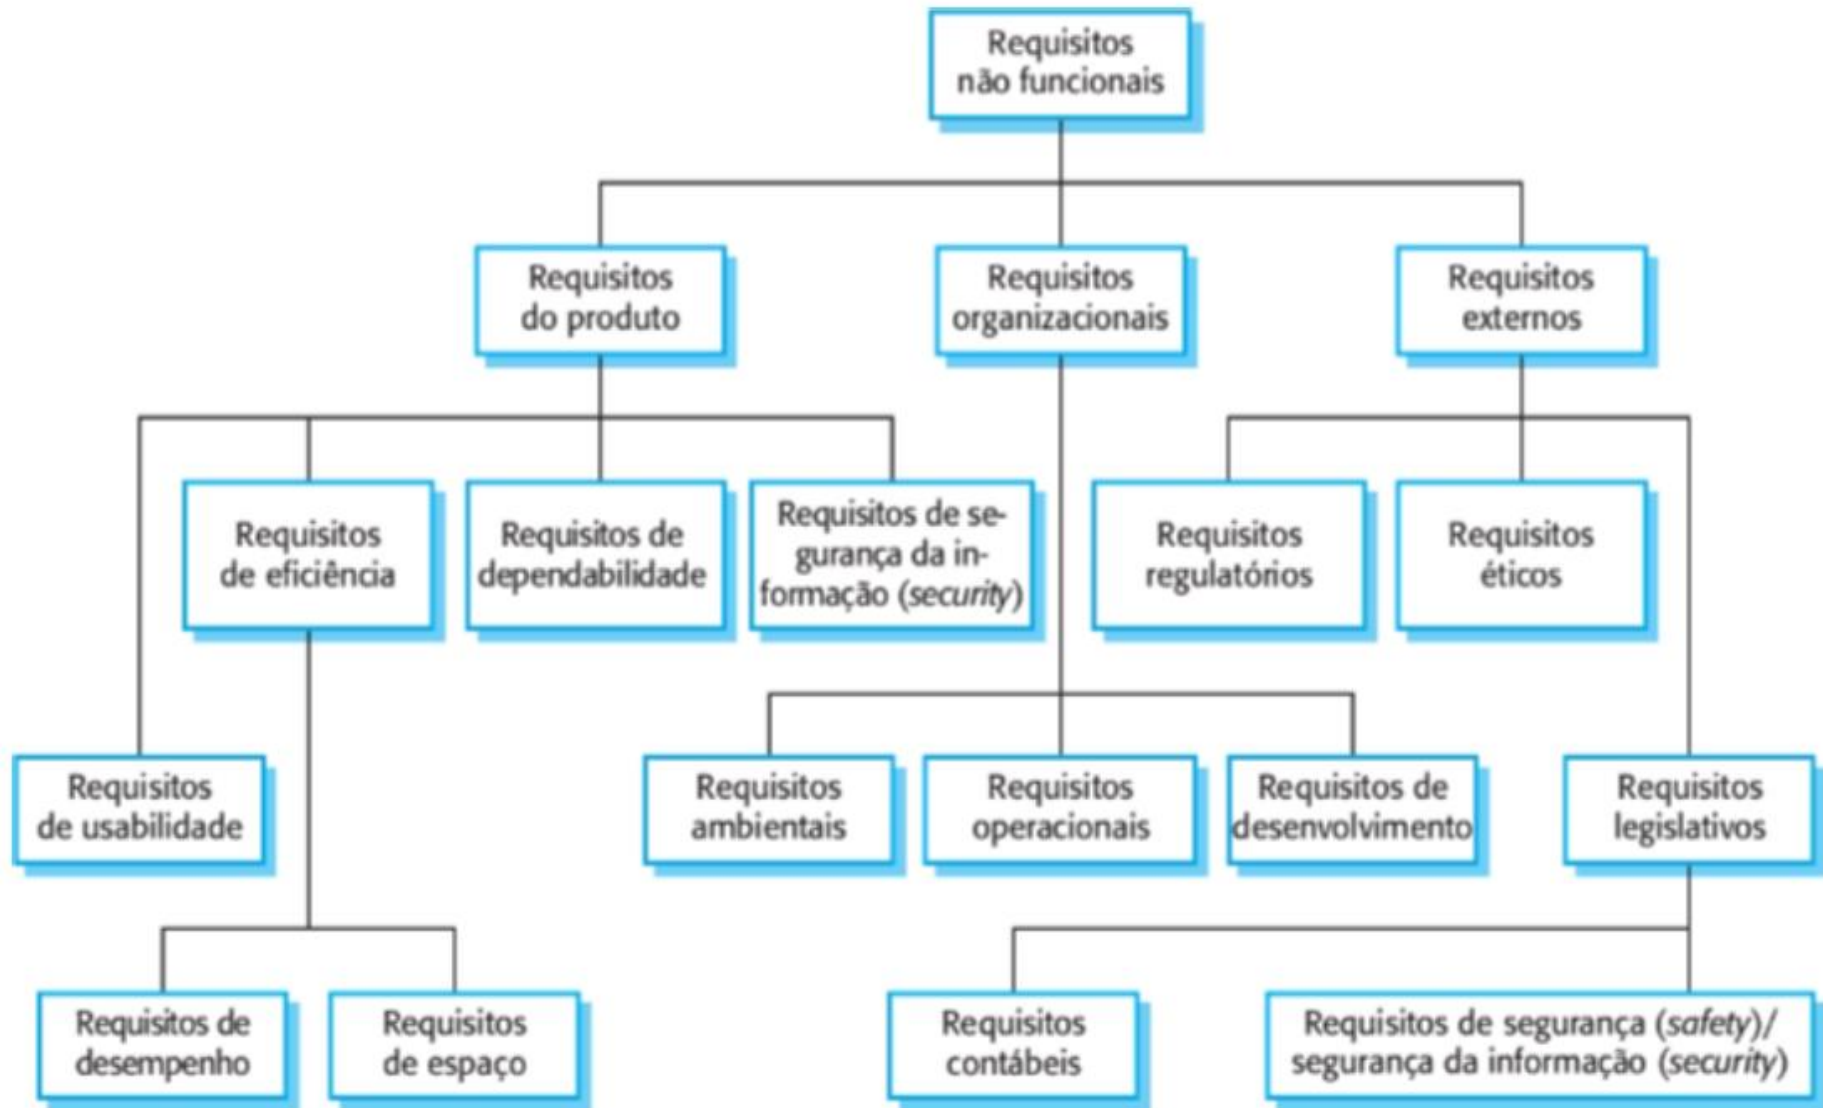 Requisitos
não funcionais
Requisitos
do produto
Requisitos
organizacionais
Requisitos
externos
Requisitos
de eficiência
Requisitos de
dependabilidade
Requisitos de se-
gurança da in-
formação (security)
Requisitos
regulatórios
Requisitos
éticos
Requisitos
de usabilidade
Requisitos
ambientais
Requisitos
operacionais
Requisitos de
desenvolvimento
Requisitos
legislativos
Requisitos de
desempenho
Requisitos
de espaço
Requisitos
contábeis
Requisitos de segurança (safety)/
segurança da informação (security)